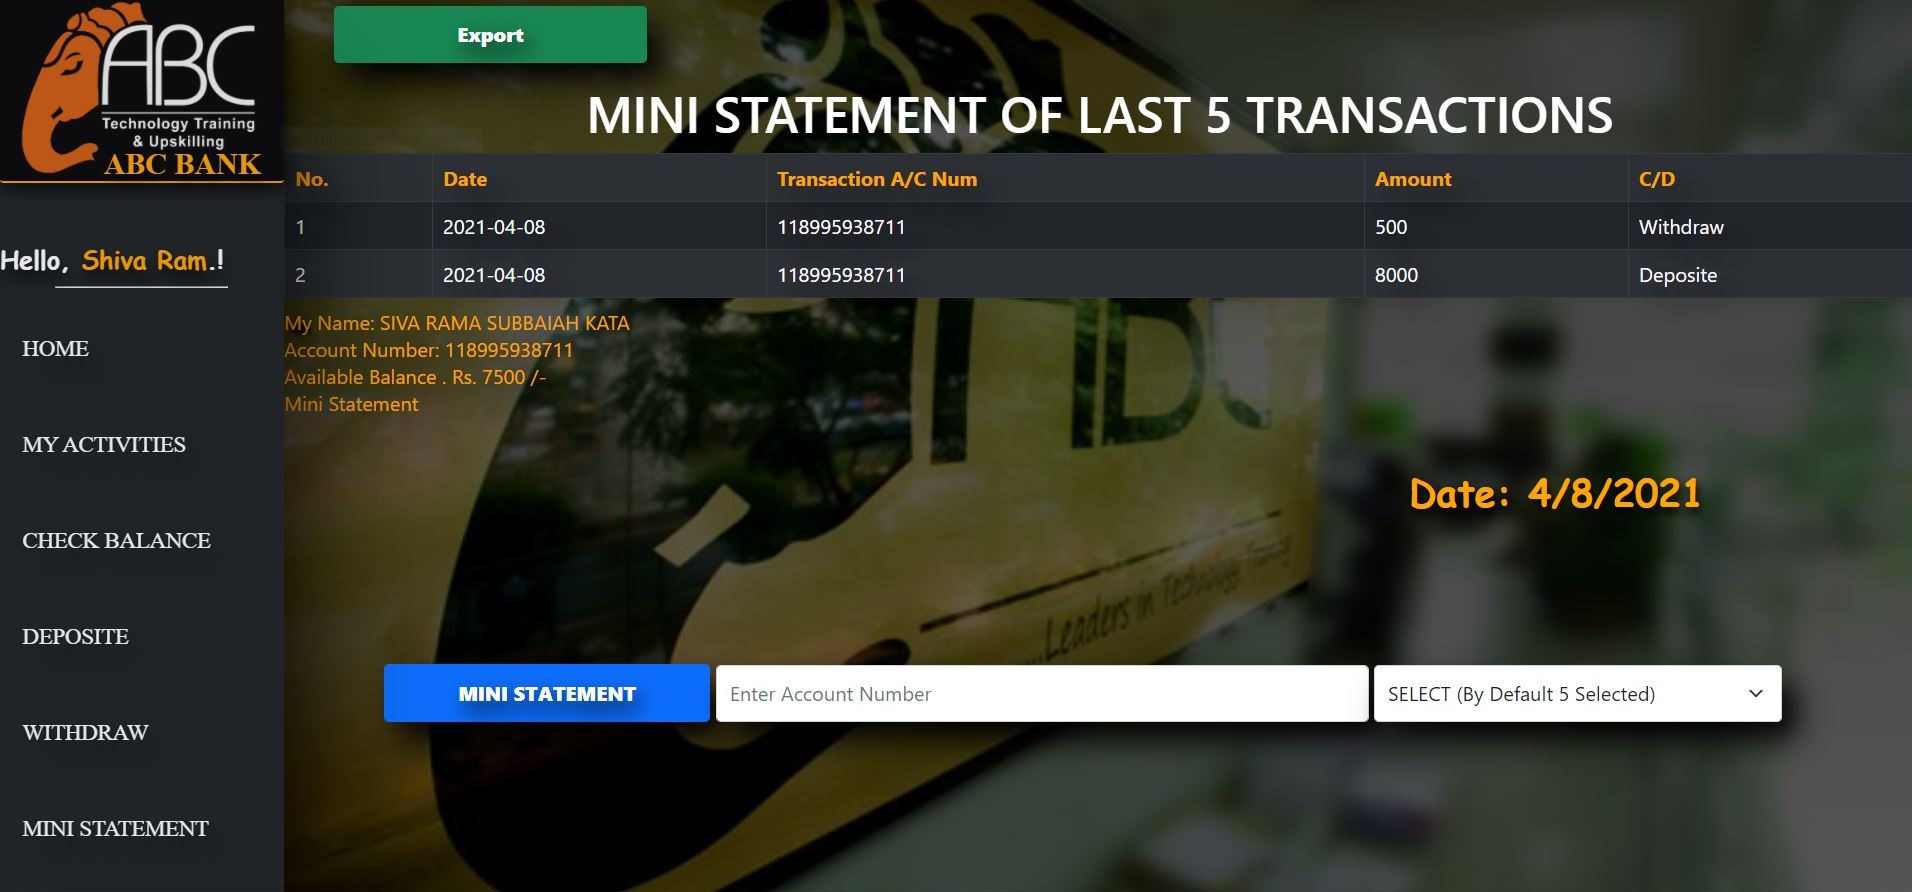 ABC
Technology Training
& Upskilling
ABC BANK
Hello, Shiva Ram.!
HOME
MY ACTIVITIES
CHECK BALANCE
DEPOSITE
WITHDRAW
MINI STATEMENT
Export
MINI STATEMENT OF LAST 5 TRANSACTIONS
No. Date Transaction A/C Num Amount C/D
1 2021-04-08 118995938711 500 Withdraw
2 2021-04-08 118995938711 8000 Deposite
My Name: SIVA RAMA SUBBAIAH KATA
Account Number: 118995938711
Available Balance . Rs. 7500 /-
Mini Statement
Date: 4/8/2021
....Leaders in Technology Training
MINI STATEMENT Enter Account Number SELECT (By Default 5 Selected)